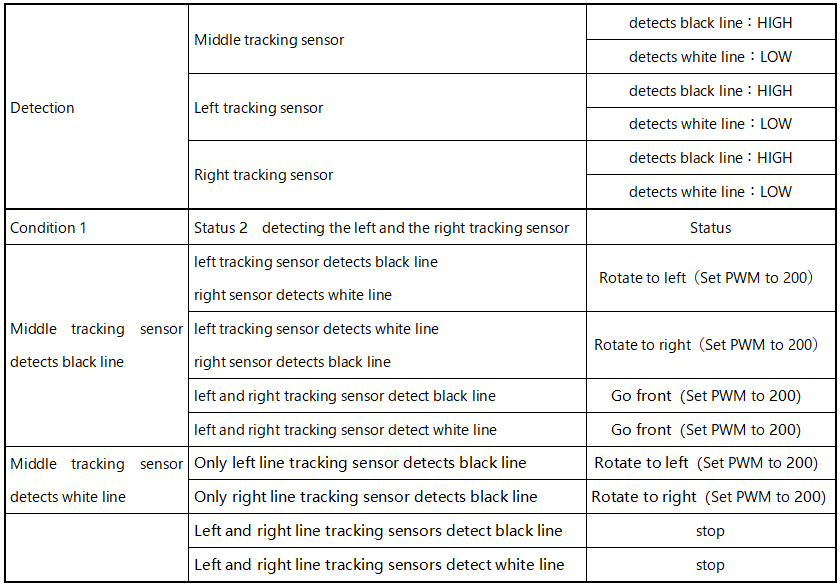 Detection
Middle tracking sensor
detects black line：HIGH
detects white line：LOW
Left tracking sensor
detects black line：HIGH
detects white line：LOW
Right tracking sensor
detects black line：HIGH
detects white line：LOW
Condition 1
Status 2 detecting the left and the right tracking sensor
Status
Middle tracking sensor
detects black line
left tracking sensor detects black line
right sensor detects white line
Rotate to left（Set PWM to 200）
left tracking sensor detects white line
right sensor detects black line
Rotate to right（Set PWM to 200）
left and right tracking sensor detect black line
Go front（Set PWM to 200)
left and right tracking sensor detect white line
Go front（Set PWM to 200)
Middle tracking sensor
detects white line
Only left line tracking sensor detects black line
Rotate to left（Set PWM to 200)
Only right line tracking sensor detects black line
Rotate to right（Set PWM to 200)
Left and right line tracking sensors detect black line
stop
Left and right line tracking sensors detect white line
stop